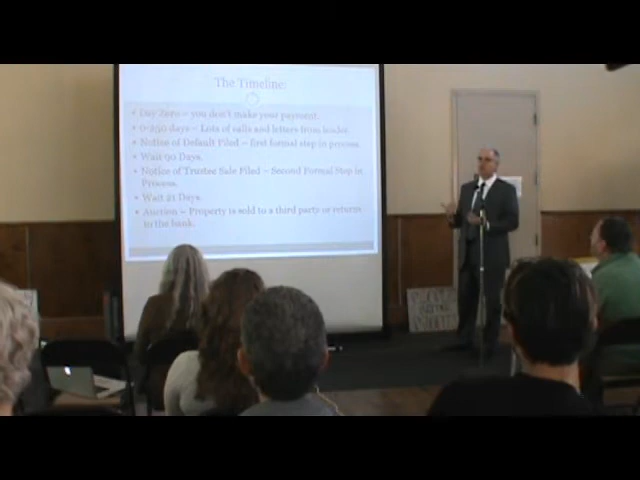 The Timeline:
• Day Zero – you don't make your payment.
• 0-250 days – Lots of calls and letters from lender.
• Notice of Default Filed – first formal step in process.
• Wait 90 Days.
• Notice of Trustee Sale Filed – Second Formal Step in
Process.
• Wait 21 Days.
• Auction – Property is sold to a third party or returns
to the bank.